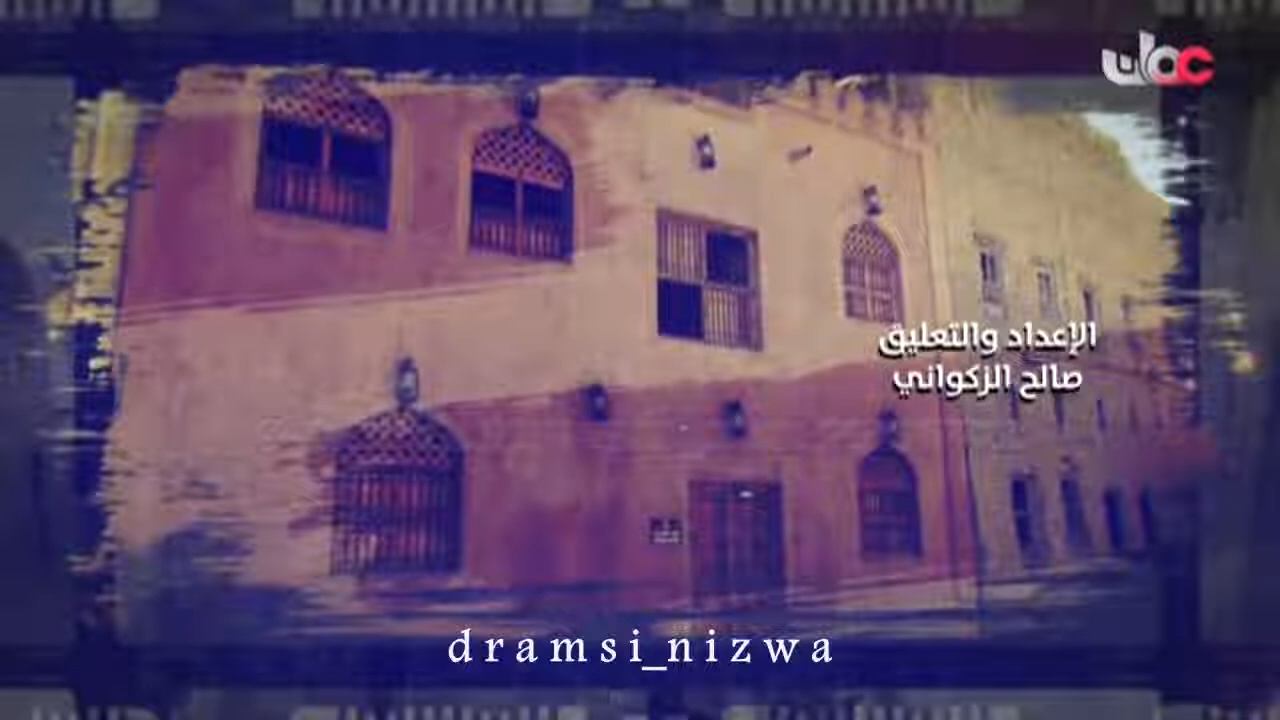 عمان
الإعداد والتعليق
صالح الزكواني
dramsi_nizwa